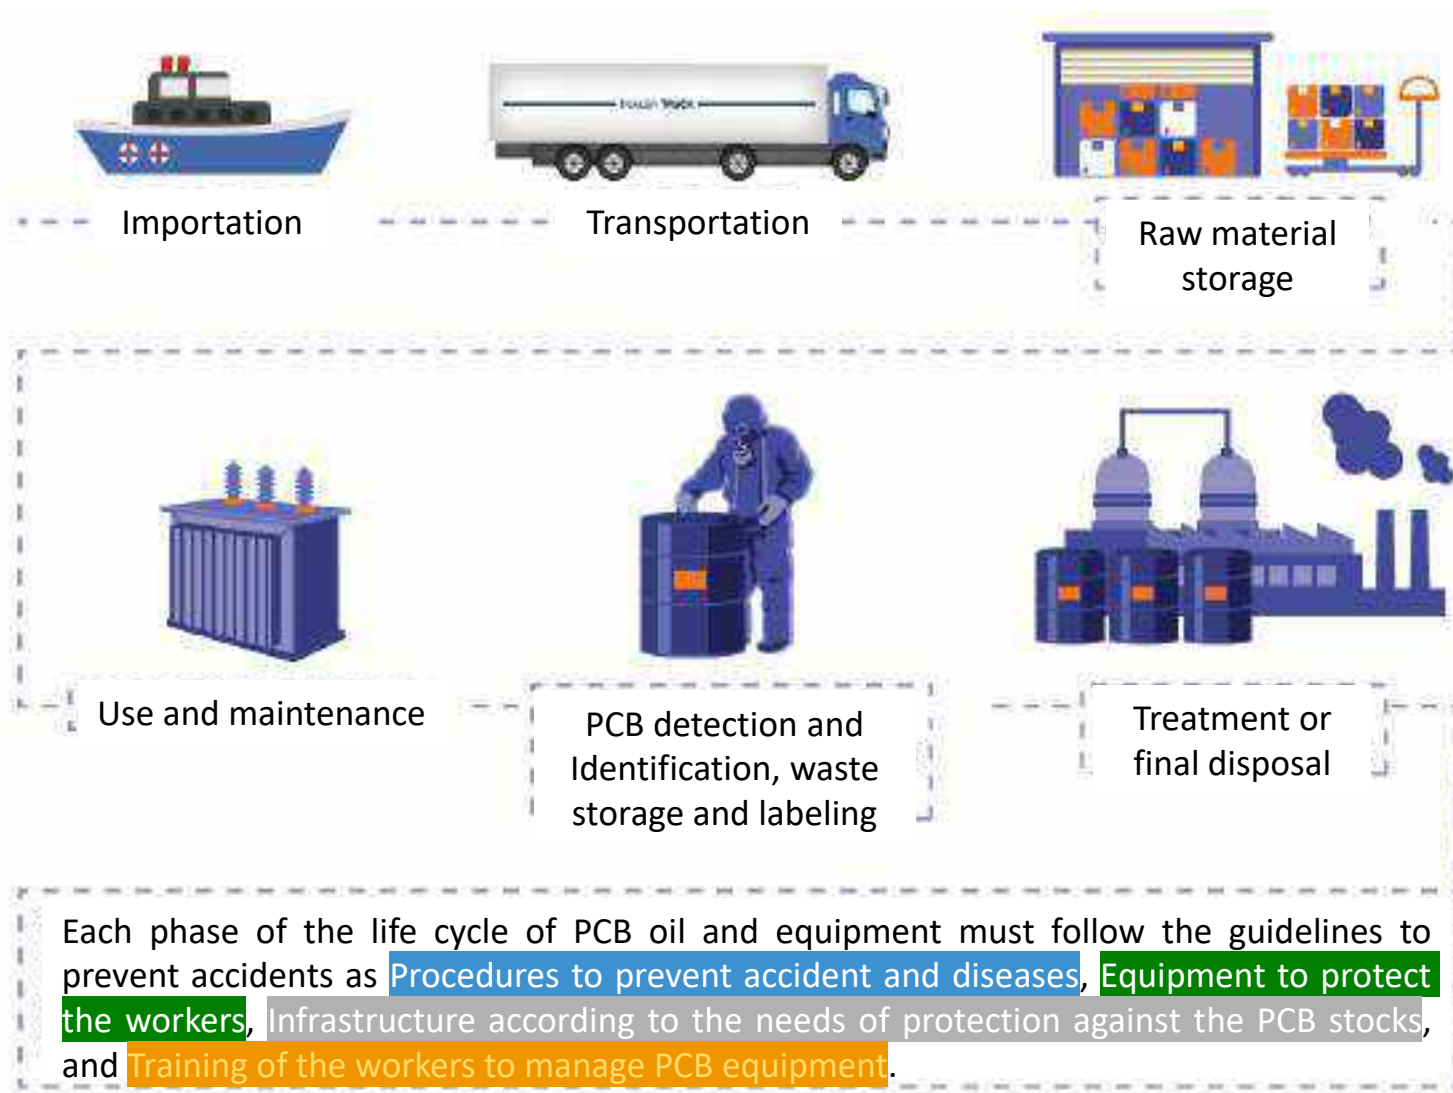 TRAILER TRUCK
Importation
Transportation
Raw material
storage
Use and maintenance
PCB detection and
Identification, waste
storage and labeling
Treatment or
final disposal
Each phase of the life cycle of PCB oil and equipment must follow the guidelines to
prevent accidents as Procedures to prevent accident and diseases, Equipment to protect
the workers, Infrastructure according to the needs of protection against the PCB stocks,
and Training of the workers to manage PCB equipment.